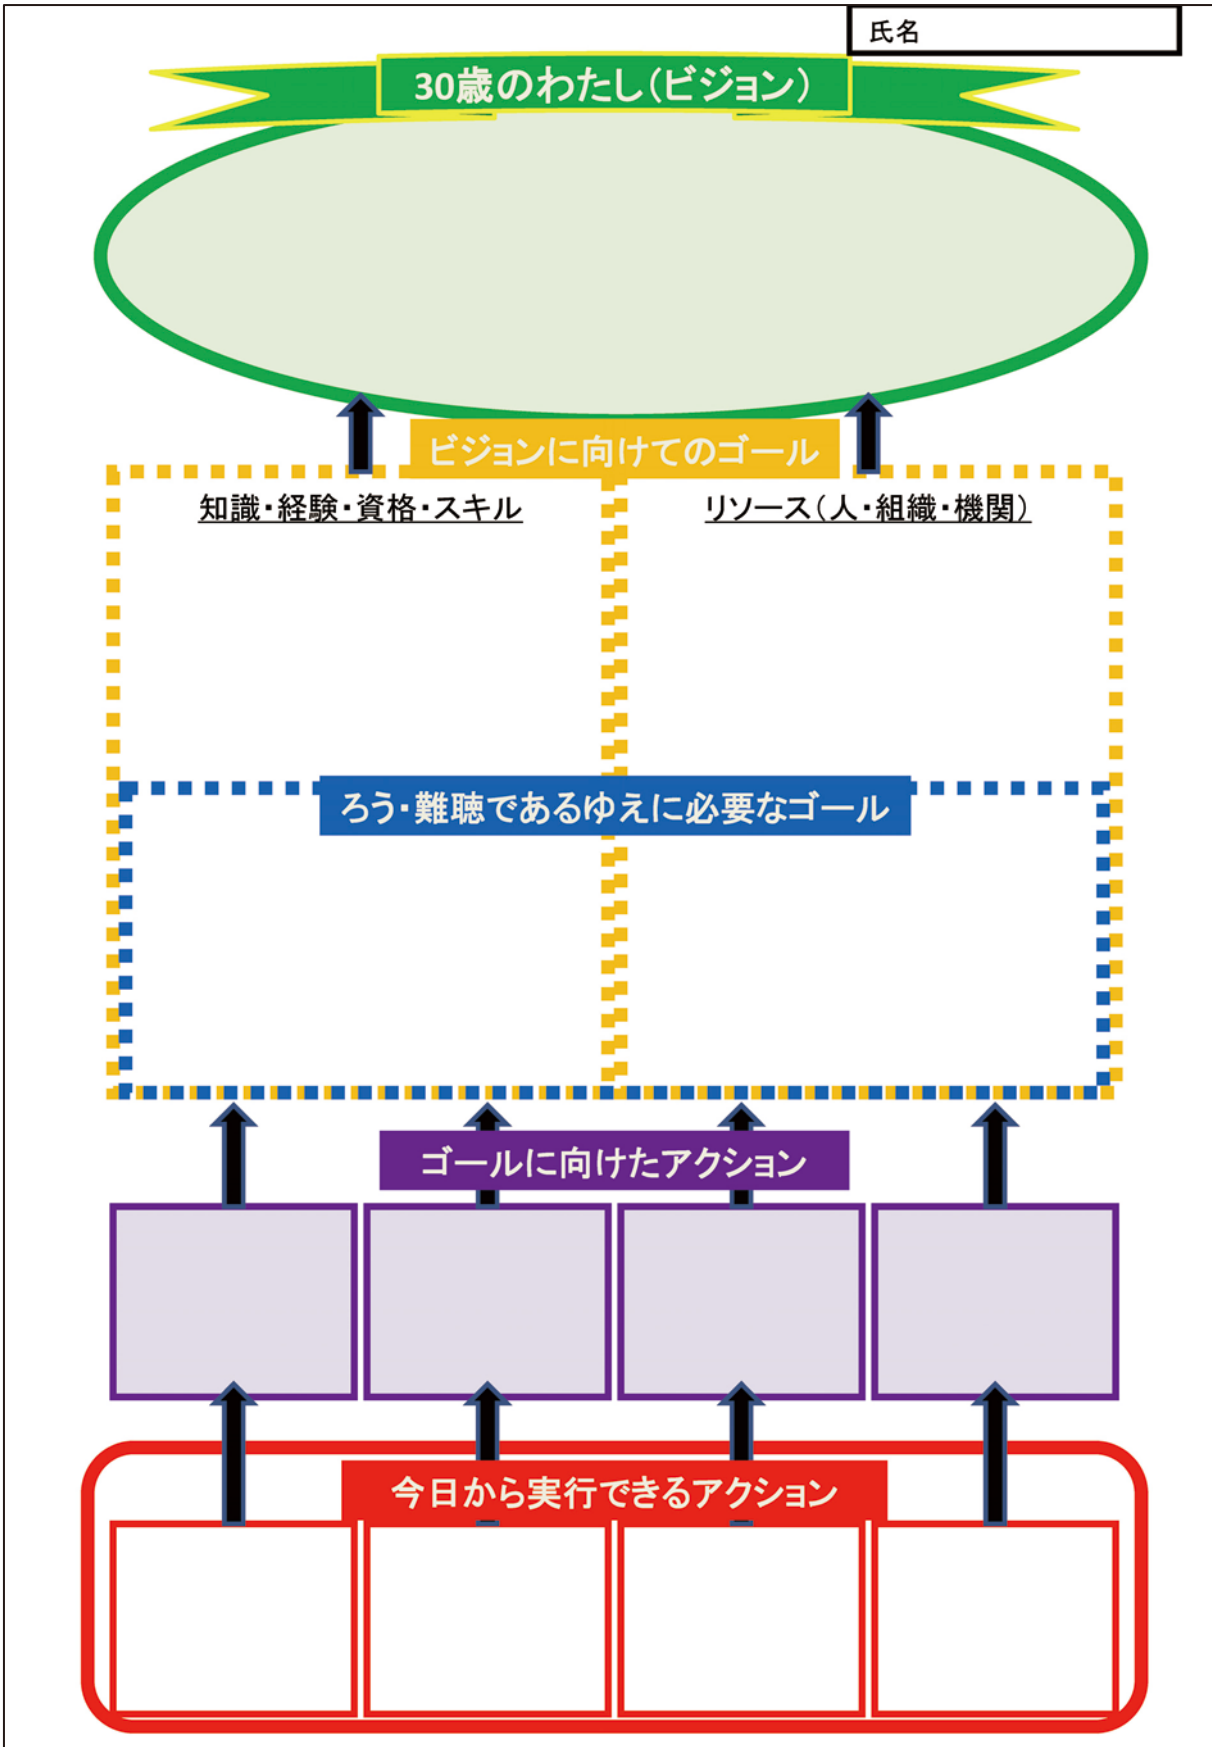 氏名
30歳のわたし（ビジョン）
ビジョンに向けてのゴール
知識・経験・資格・スキル
リソース（人・組織・機関）
ろう・難聴であるゆえに必要なゴール
ゴールに向けたアクション
今日から実行できるアクション